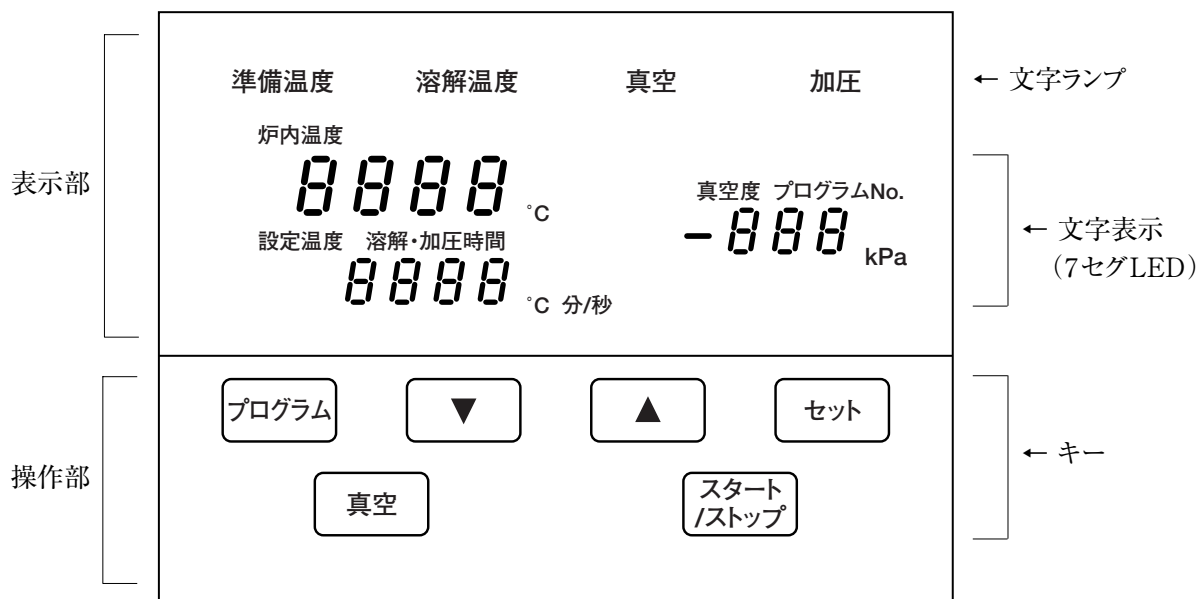 準備温度 溶解温度 真空 加圧 ← 文字ランプ
炉内温度
表示部
8888 °C
真空度 プログラムNo.
-888 kPa
← 文字表示
(7セグLED)
設定温度 溶解・加圧時間
8888 °C 分/秒
プログラム ▼ ▲ セット
← キー
操作部
真空 スタート
/ストップ